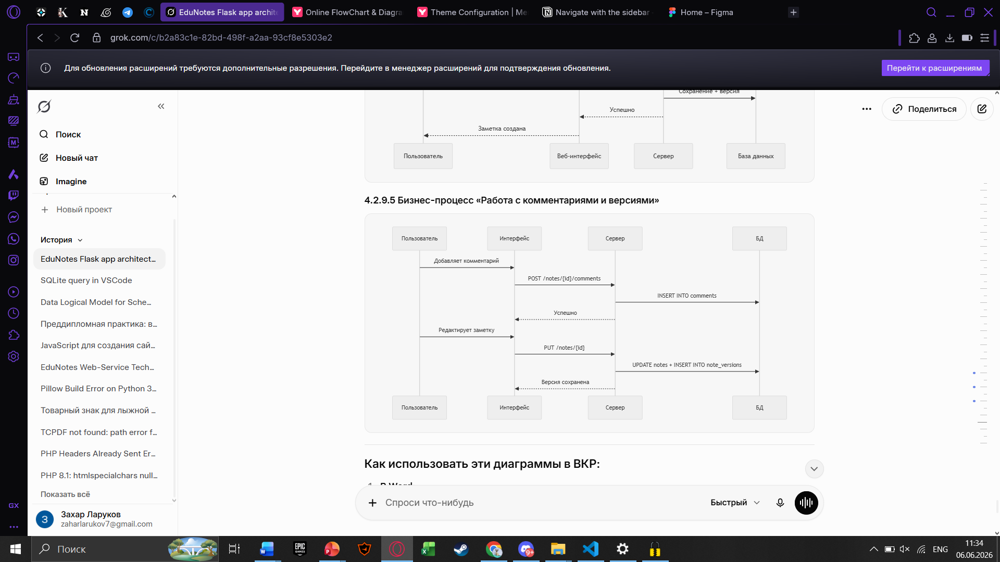 EduNotes Flask app archite
Online FlowChart & Diagra
Theme Configuration | Me
Navigate with the sidebar
Home – Figma
grok.com/c/b2a83c1e-82bd-498f-a2aa-93cf8e5303e2
Для обновления расширений требуются дополнительные разрешения. Перейдите в менеджер расширений для подтверждения обновления.
Перейти к расширениям
Поиск
Новый чат
Imagine
Новый проект
История
EduNotes Flask app architect...
SQLite query in VSCode
Data Logical Model for Sche...
Преддипломная практика: в...
JavaScript для создания сай...
EduNotes Web-Service Tech...
Pillow Build Error on Python 3...
Товарный знак для лыжной ...
TCPDF not found: path error f...
PHP Headers Already Sent Er...
PHP 8.1: htmlspecialchars null...
Показать всё
З
Захар Ларуков
zaharlarukov7@gmail.com
GX
Поделиться
Сохранение + версия
Успешно
Заметка создана
Пользователь
Веб-интерфейс
Сервер
База данных
4.2.9.5 Бизнес-процесс «Работа с комментариями и версиями»
Пользователь
Интерфейс
Сервер
БД
Добавляет комментарий
POST /notes/{id}/comments
INSERT INTO comments
Успешно
Редактирует заметку
PUT /notes/{id}
UPDATE notes + INSERT INTO note_versions
Версия сохранена
Пользователь
Интерфейс
Сервер
БД
Как использовать эти диаграммы в ВКР:
1. В Word
Спроси что-нибудь
Быстрый
Поиск
EPIC GAMES
9+
ENG
11:34
06.06.2026